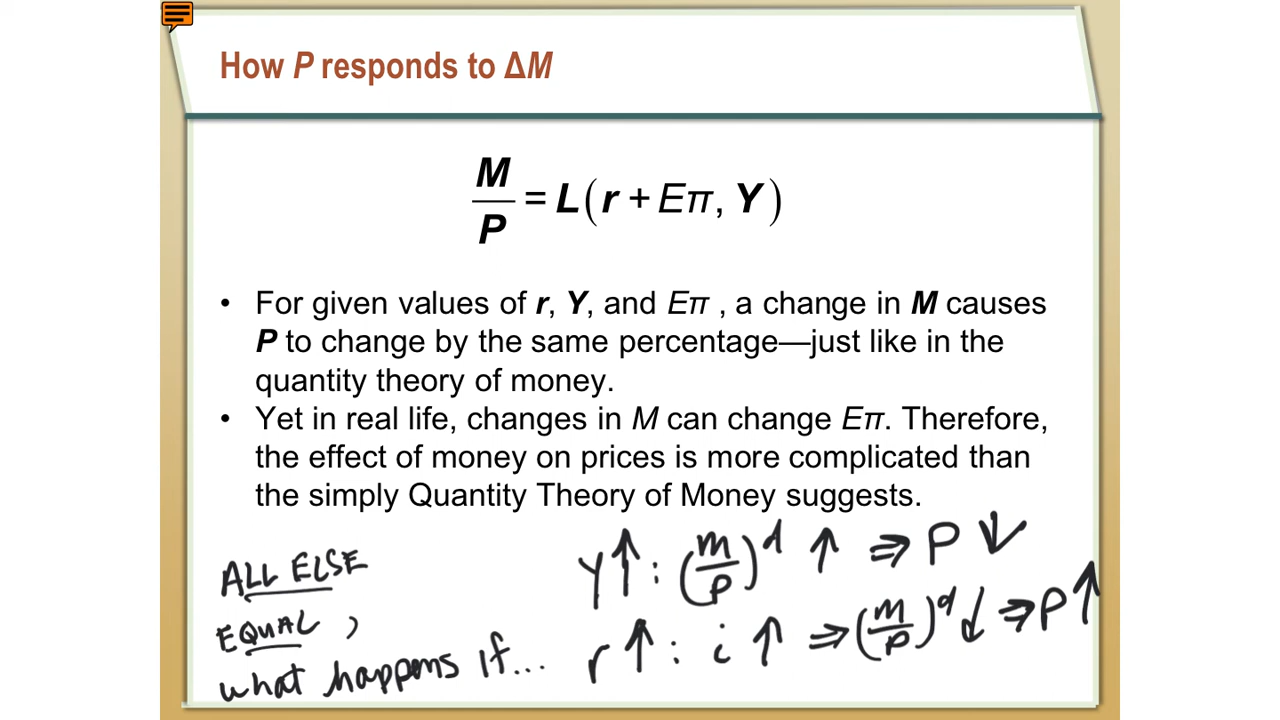 How P responds to ΔM
M/P = L(r + Eπ, Y)
• For given values of r, Y, and Eπ , a change in M causes
P to change by the same percentage—just like in the
quantity theory of money.
• Yet in real life, changes in M can change Eπ. Therefore,
the effect of money on prices is more complicated than
the simply Quantity Theory of Money suggests.
ALL ELSE
EQUAL,
what happens if...
Y↑ : (m/P)^d ↑ ⇒ P ↓
r↑ : i ↑ ⇒ (m/P)^d ↓ ⇒ P ↑